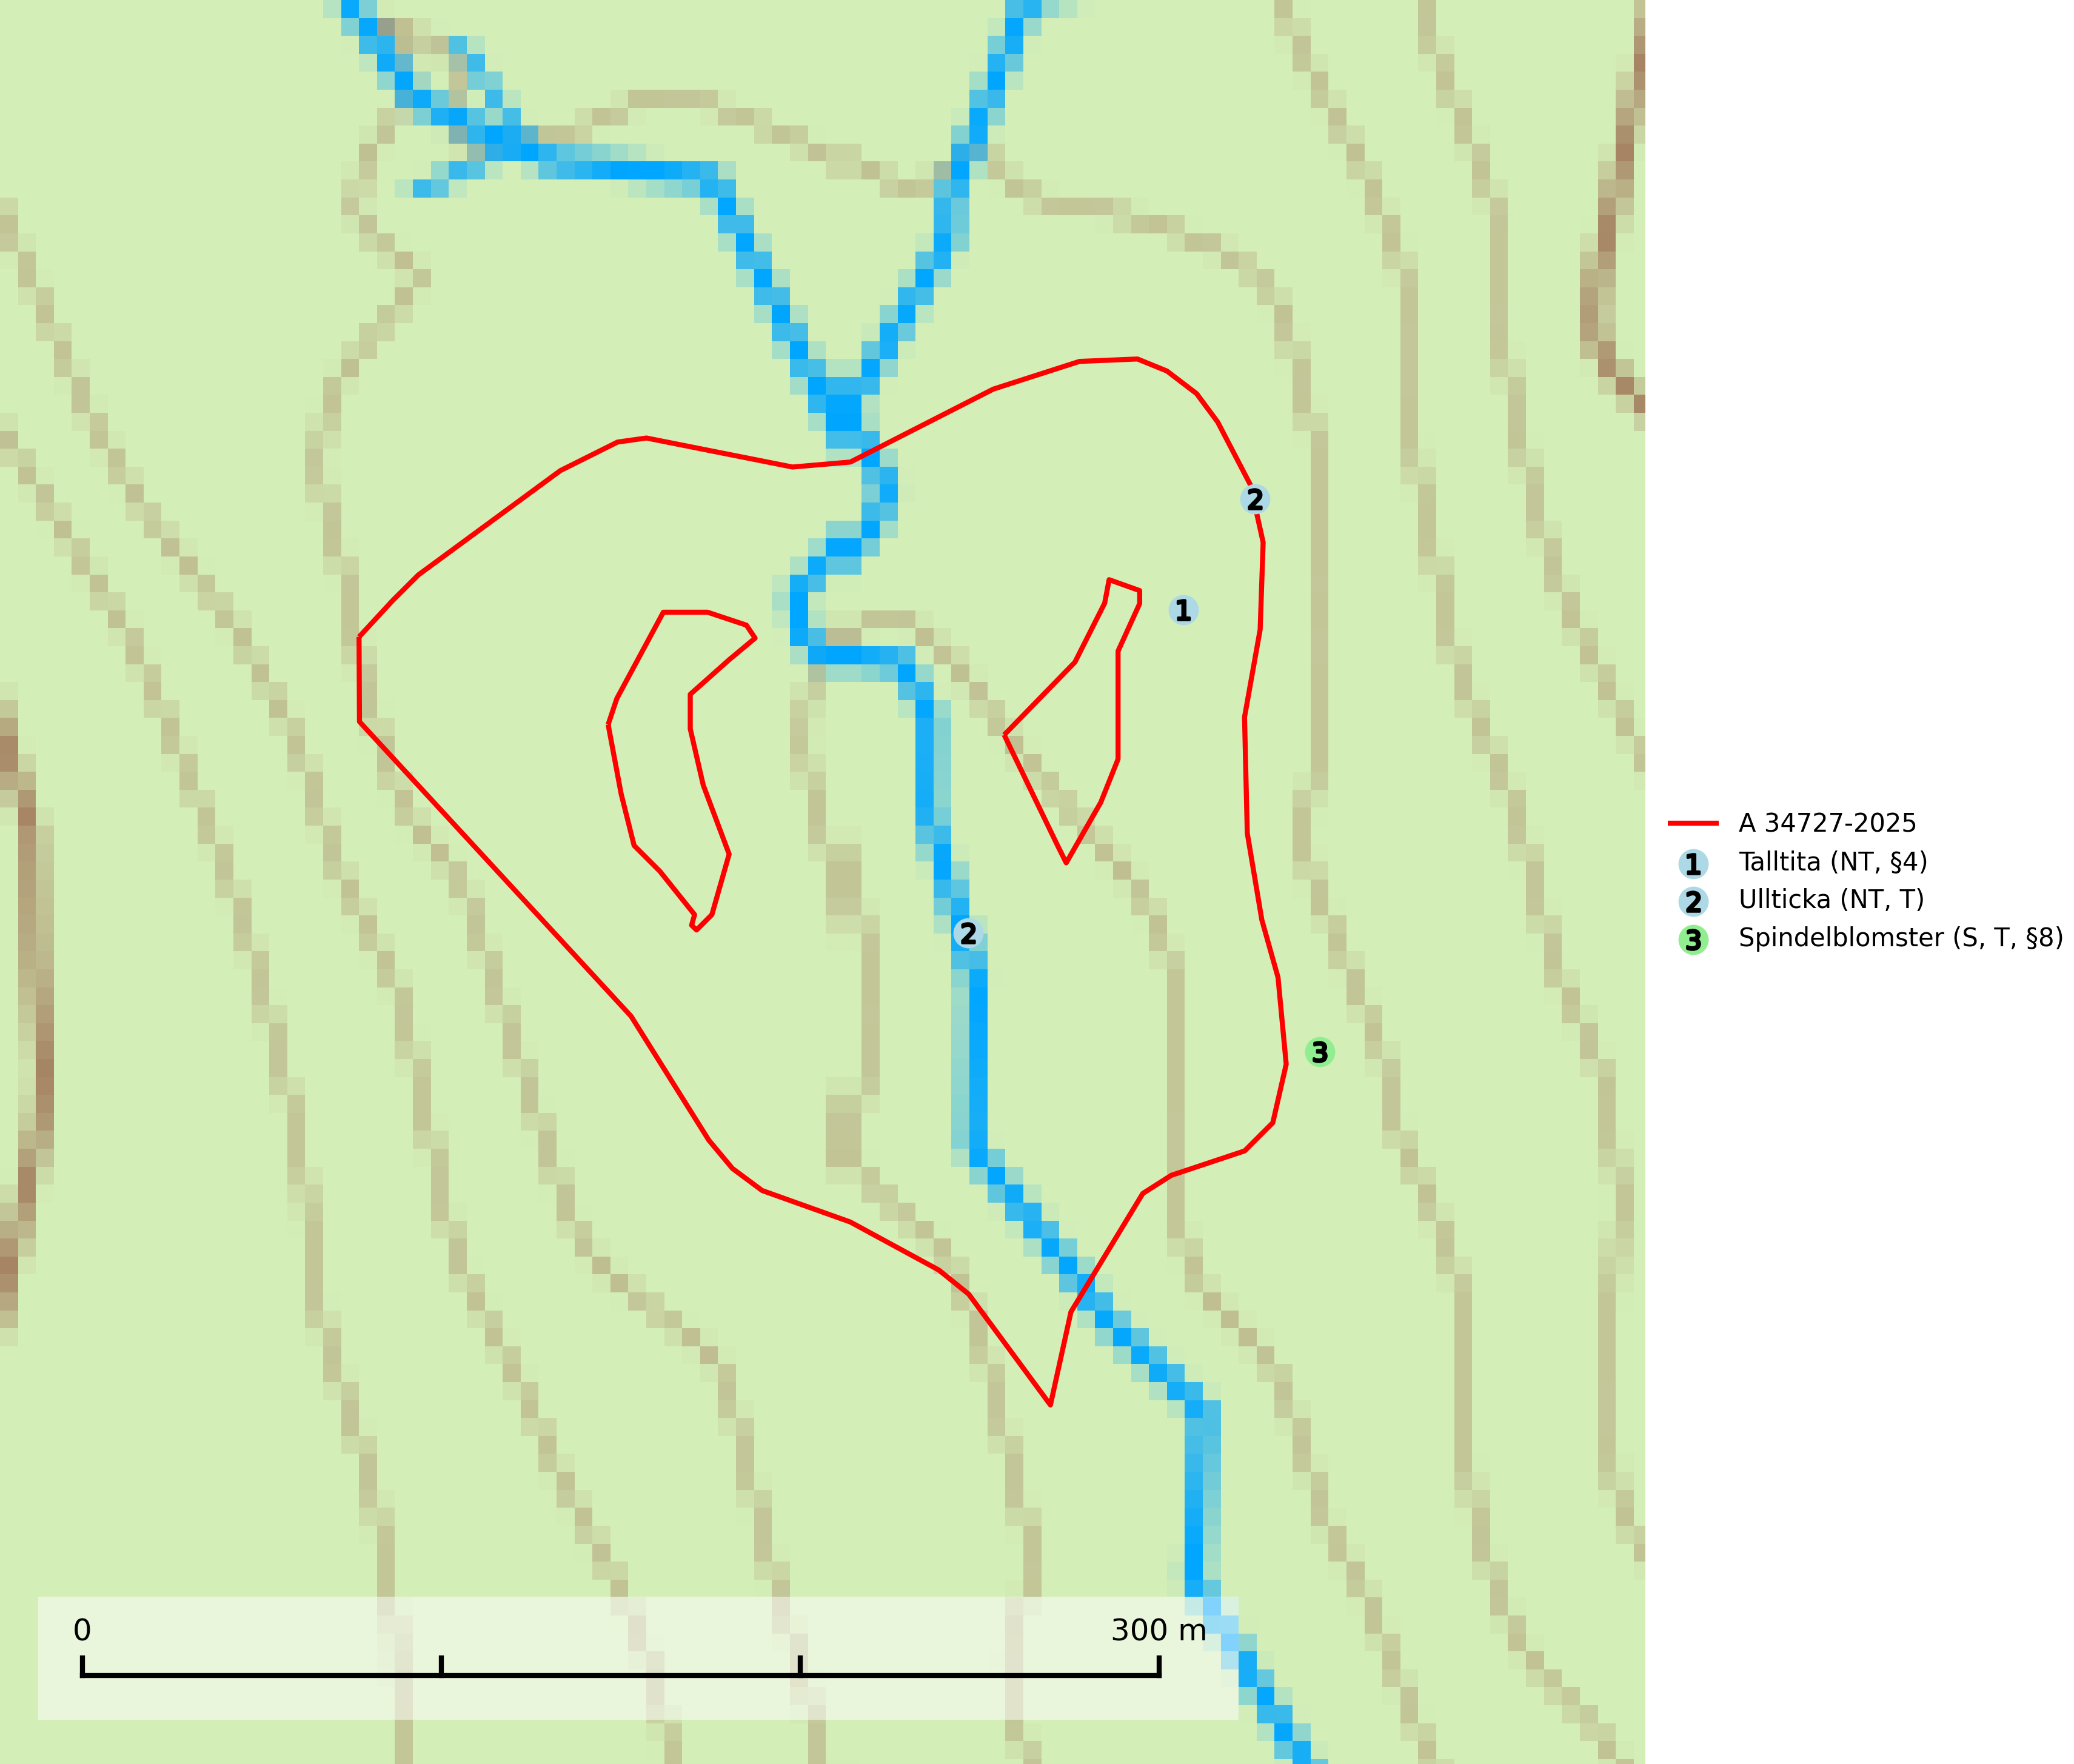 2
1
2
3
A 34727-2025
1 Talltita (NT, §4)
2 Ullticka (NT, T)
3 Spindelblomster (S, T, §8)
0 300 m